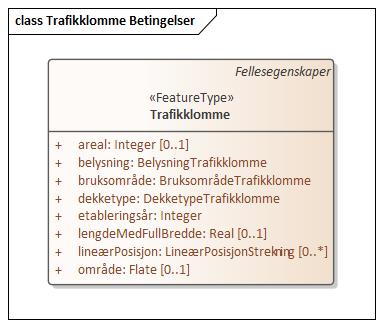 class Trafikklomme Betingelser
Fellesegenskaper
«FeatureType»
Trafikklomme
+ areal: Integer [0..1]
+ belysning: BelysningTrafikklomme
+ bruksområde: BruksområdeTrafikklomme
+ dekketype: DekketypeTrafikklomme
+ etableringsår: Integer
+ lengdeMedFullBredde: Real [0..1]
+ lineærPosisjon: LineærPosisjonStrekning [0..*]
+ område: Flate [0..1]